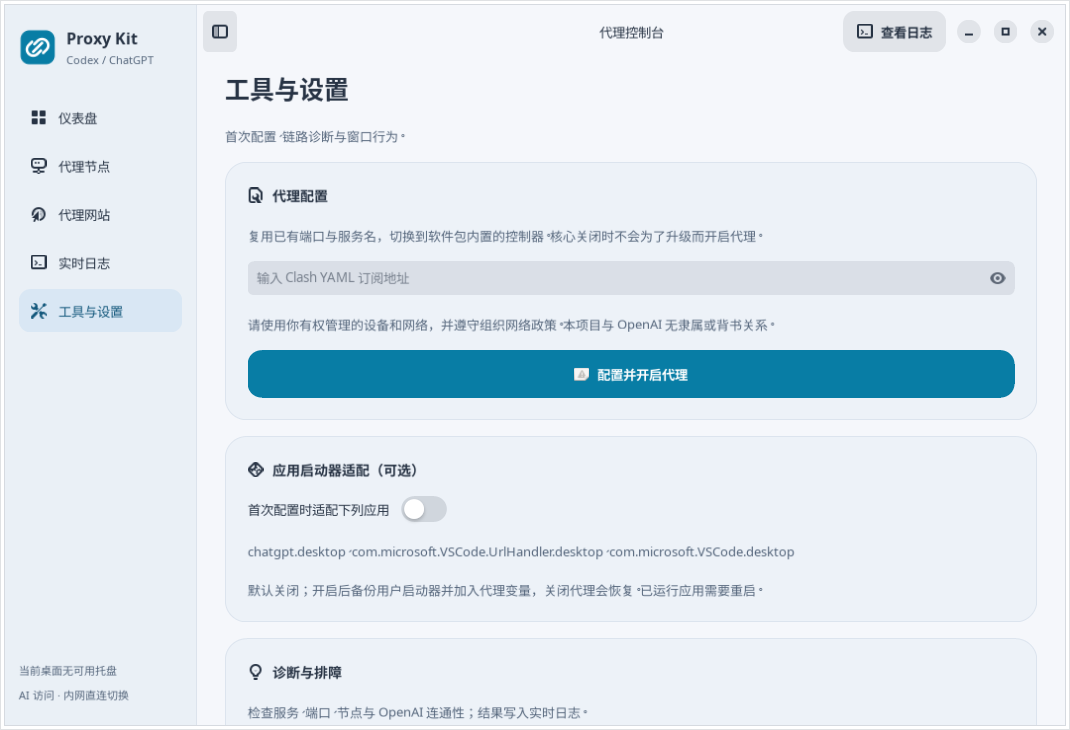 Proxy Kit
Codex / ChatGPT
仪表盘
代理节点
代理网站
实时日志
工具与设置
当前桌面无可用托盘
AI 访问 · 内网直连切换
代理控制台
查看日志
工具与设置
首次配置、链路诊断与窗口行为。
代理配置
复用已有端口与服务名，切换到软件包内置的控制器。核心关闭时不会为了升级而开启代理。
输入 Clash YAML 订阅地址
请使用你有权管理的设备和网络，并遵守组织网络政策。本项目与 OpenAI 无隶属或背书关系。
配置并开启代理
应用启动器适配（可选）
首次配置时适配下列应用
chatgpt.desktop、com.microsoft.VSCode.UrlHandler.desktop、com.microsoft.VSCode.desktop
默认关闭；开启后备份用户启动器并加入代理变量，关闭代理会恢复。已运行应用需要重启。
诊断与排障
检查服务、端口、节点与 OpenAI 连通性；结果写入实时日志。